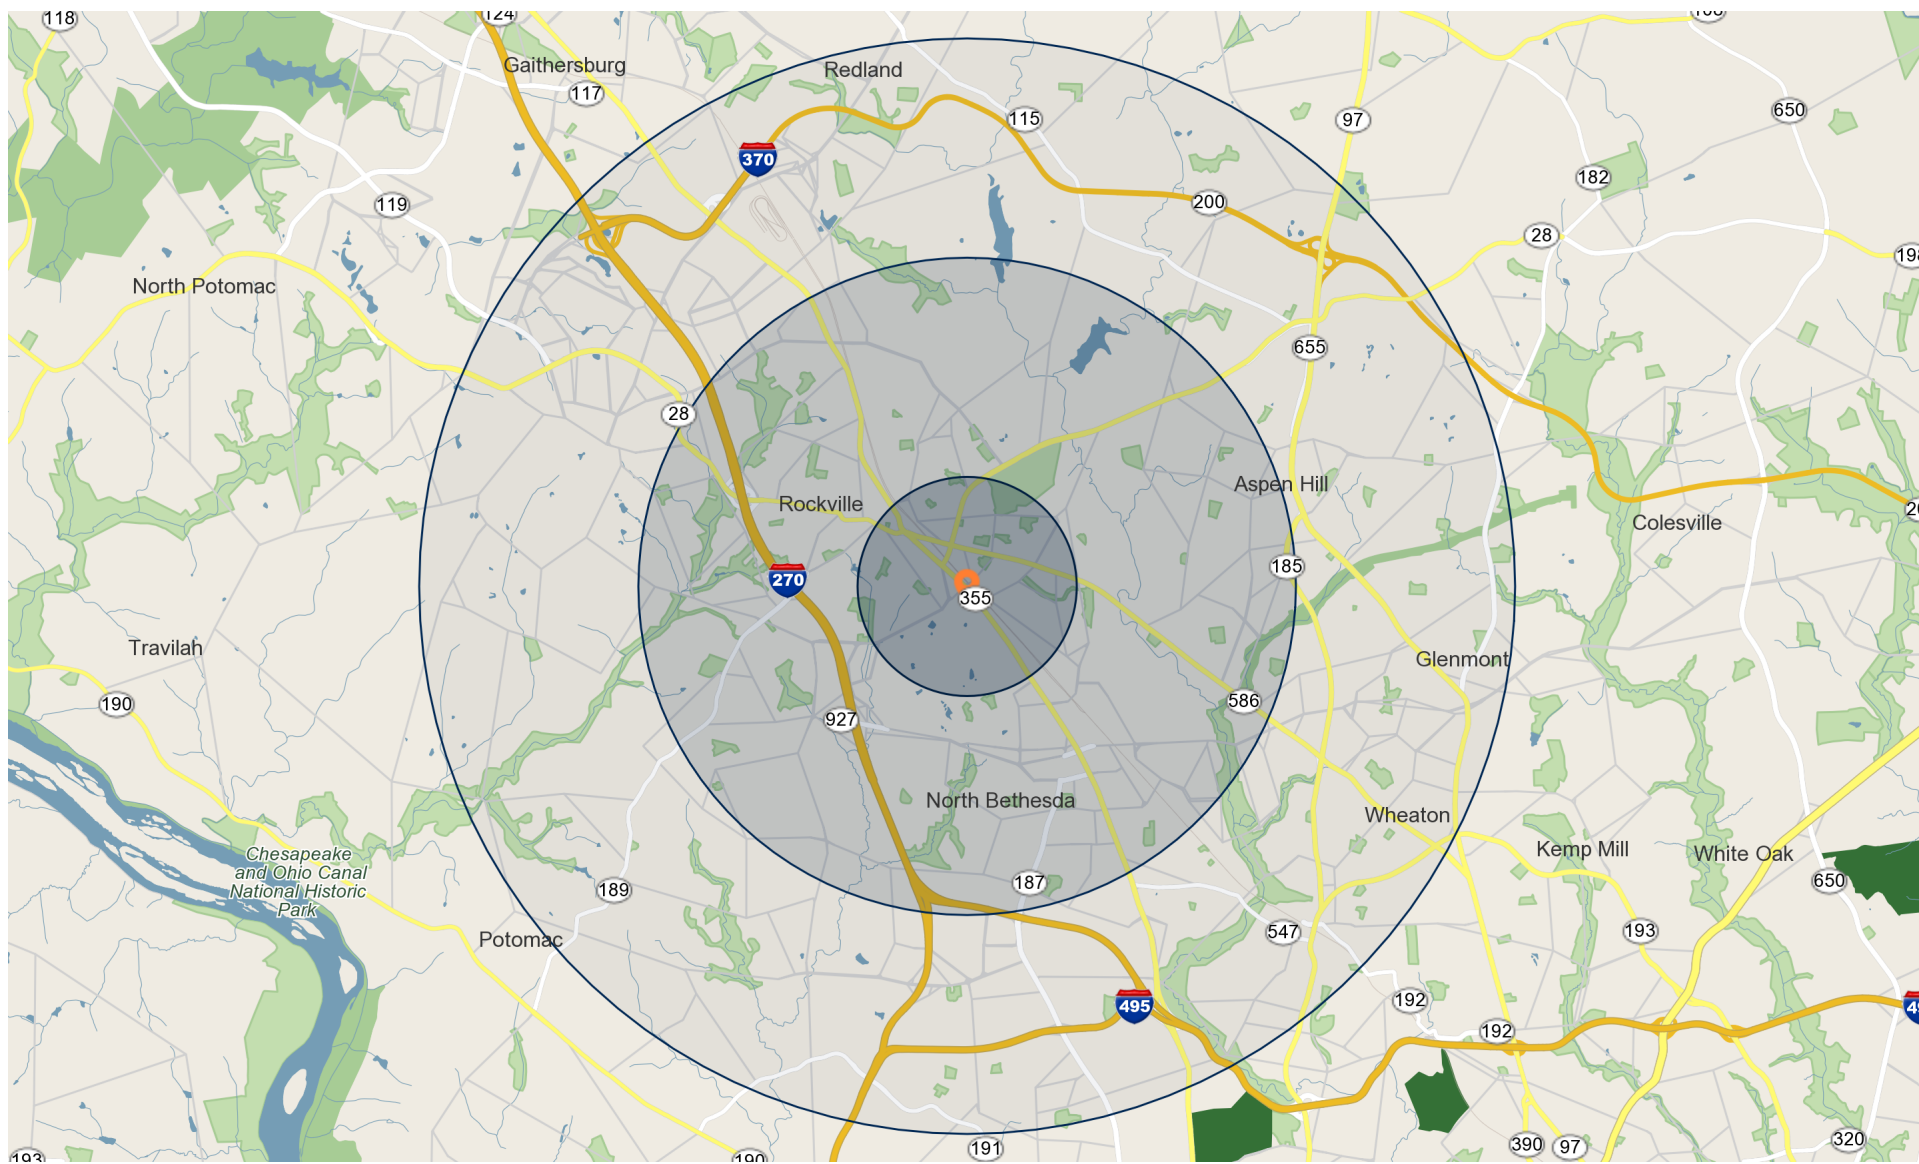 118
124
Gaithersburg
Redland
117
115
97
650
370
182
119
200
28
North Potomac
655
28
Aspen Hill
Rockville
Colesville
185
270
355
Travilah
Glenmont
190
586
927
North Bethesda
Wheaton
Kemp Mill
White Oak
Chesapeake
and Ohio Canal
National Historic
Park
187
650
189
547
193
Potomac
192
495
192
191
390
97
320
193
190